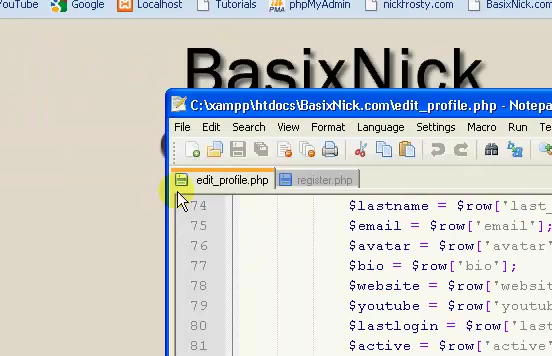 YouTube Google Localhost Tutorials phpMyAdmin nickfrosty.com BasixNick.com
BasixNick
C:\xampp\htdocs\BasixNick.com\edit_profile.php - Notepa
File Edit Search View Format Language Settings Macro Run Te
edit_profile.php register.php
74 $lastname = $row['last_
75 $email = $row['email'];
76 $avatar = $row['avatar'
77 $bio = $row['bio'];
78 $website = $row['websit
79 $youtube = $row['youtub
80 $lastlogin = $row['last
81 $active = $row['active'